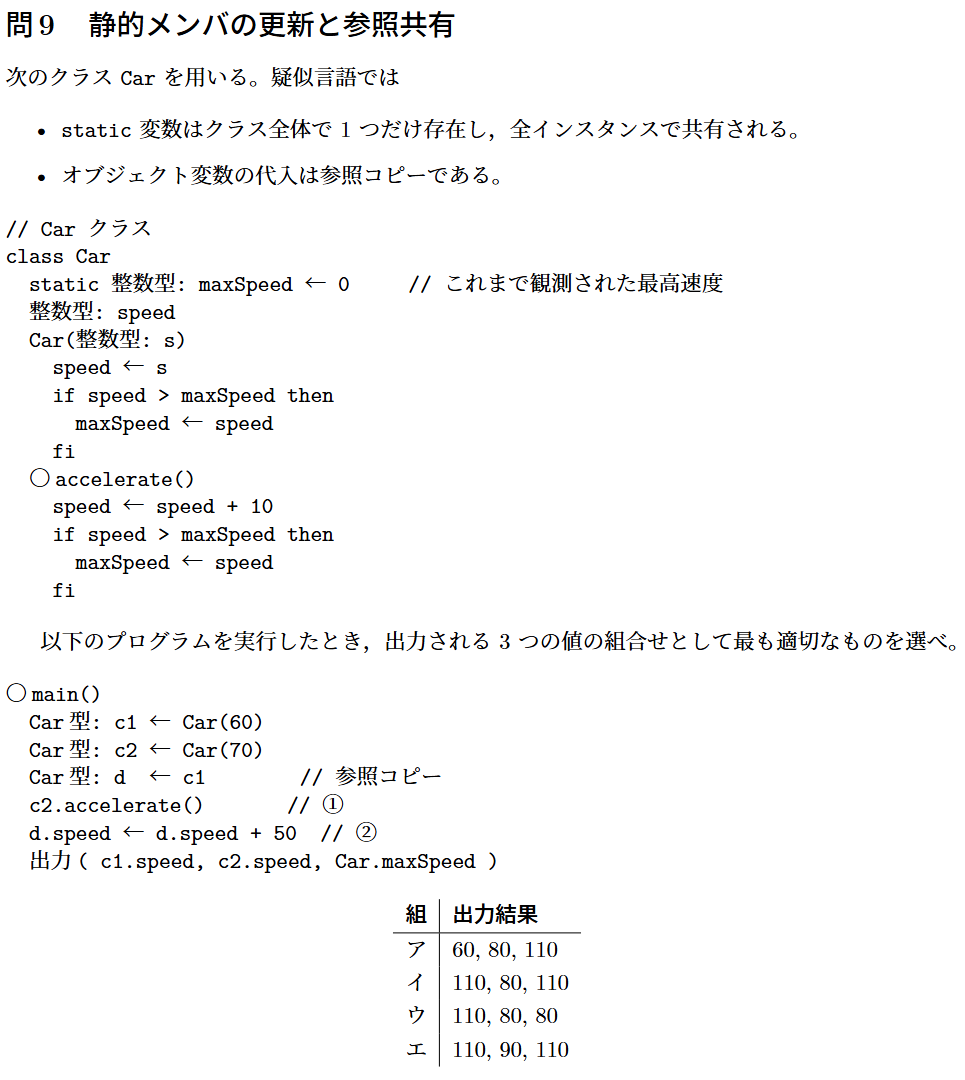 問 9　静的メンバの更新と参照共有
次のクラス Car を用いる。疑似言語では
• static 変数はクラス全体で 1 つだけ存在し，全インスタンスで共有される。
• オブジェクト変数の代入は参照コピーである。
// Car クラス
class Car
  static 整数型: maxSpeed ← 0     // これまで観測された最高速度
  整数型: speed
  Car(整数型: s)
    speed ← s
    if speed > maxSpeed then
      maxSpeed ← speed
    fi
  ○ accelerate()
    speed ← speed + 10
    if speed > maxSpeed then
      maxSpeed ← speed
    fi
以下のプログラムを実行したとき，出力される 3 つの値の組合せとして最も適切なものを選べ。
○ main()
  Car 型: c1 ← Car(60)
  Car 型: c2 ← Car(70)
  Car 型: d  ← c1        // 参照コピー
  c2.accelerate()       // ①
  d.speed ← d.speed + 50  // ②
  出力 ( c1.speed, c2.speed, Car.maxSpeed )
組 出力結果
ア 60, 80, 110
イ 110, 80, 110
ウ 110, 80, 80
エ 110, 90, 110